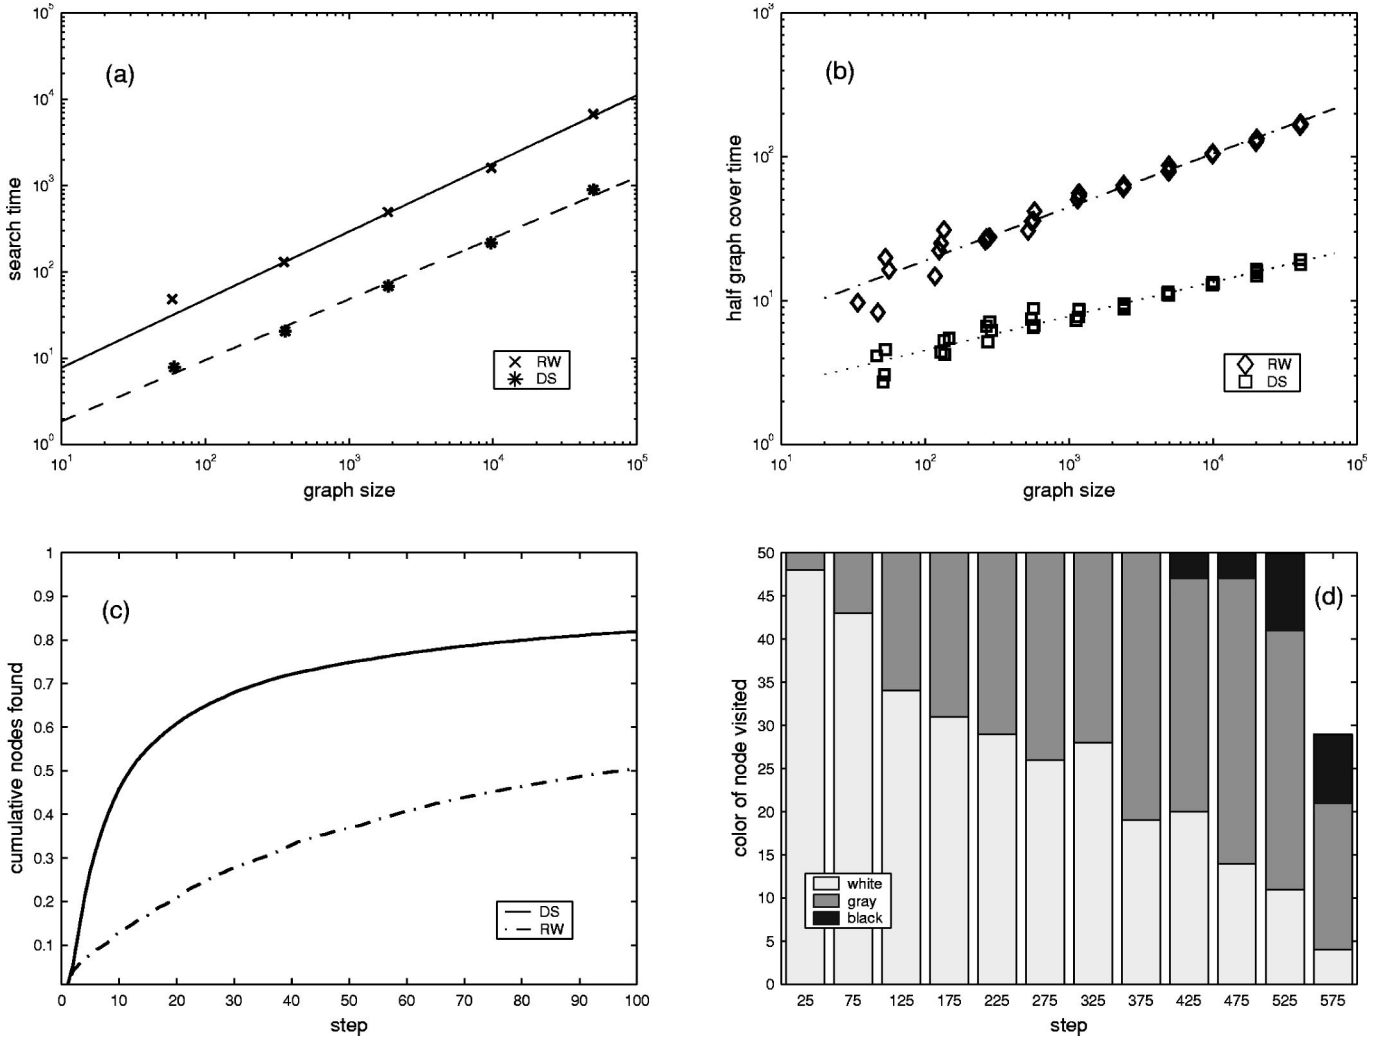 (a)
search time
10^5
10^4
10^3
10^2
10^1
10^0
RW
DS
10^1 10^2 10^3 10^4 10^5
graph size
(b)
half graph cover time
10^3
10^2
10^1
10^0
RW
DS
10^1 10^2 10^3 10^4 10^5
graph size
(c)
cumulative nodes found
1
0.9
0.8
0.7
0.6
0.5
0.4
0.3
0.2
0.1
DS
RW
0 10 20 30 40 50 60 70 80 90 100
step
(d)
color of node visited
50
45
40
35
30
25
20
15
10
5
0
white
gray
black
25 75 125 175 225 275 325 375 425 475 525 575
step